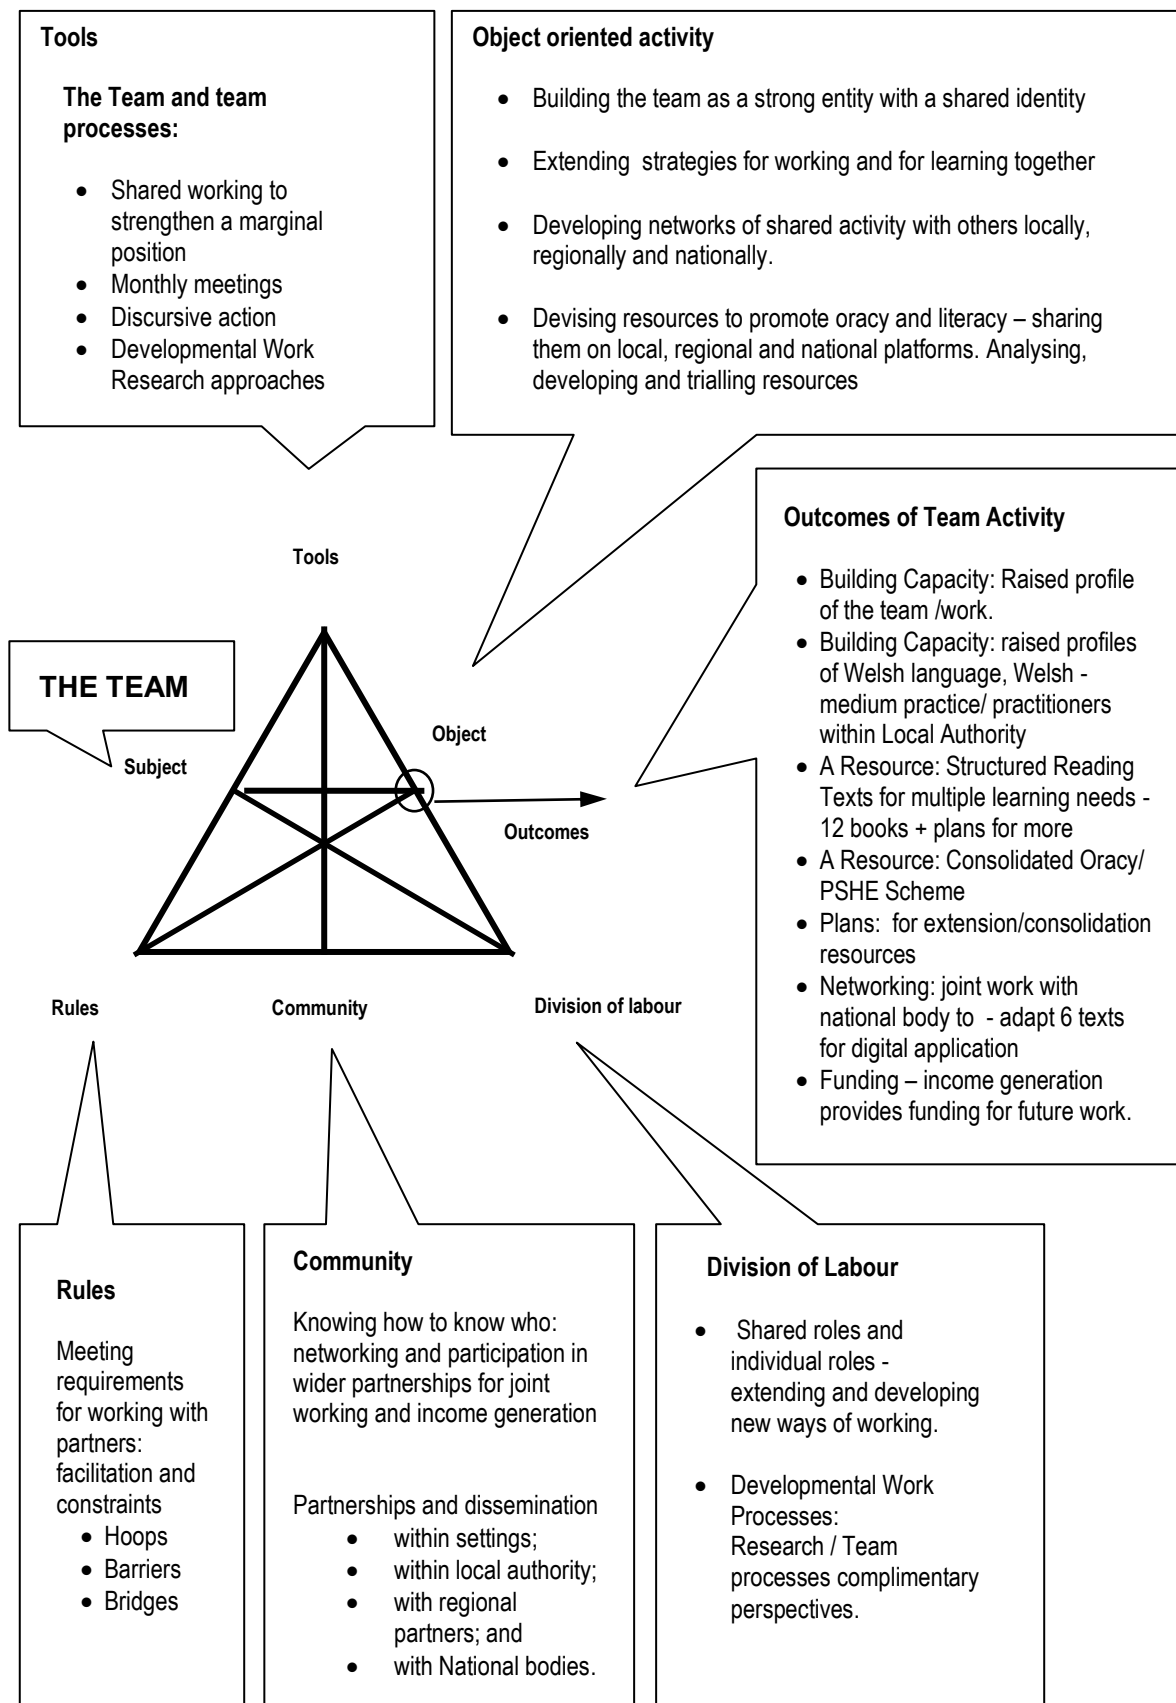 Tools
The Team and team
processes:
• Shared working to
strengthen a marginal
position
• Monthly meetings
• Discursive action
• Developmental Work
Research approaches
Object oriented activity
• Building the team as a strong entity with a shared identity
• Extending strategies for working and for learning together
• Developing networks of shared activity with others locally,
regionally and nationally.
• Devising resources to promote oracy and literacy – sharing
them on local, regional and national platforms. Analysing,
developing and trialling resources
Outcomes of Team Activity
• Building Capacity: Raised profile
of the team /work.
• Building Capacity: raised profiles
of Welsh language, Welsh -
medium practice/ practitioners
within Local Authority
• A Resource: Structured Reading
Texts for multiple learning needs -
12 books + plans for more
• A Resource: Consolidated Oracy/
PSHE Scheme
• Plans: for extension/consolidation
resources
• Networking: joint work with
national body to - adapt 6 texts
for digital application
• Funding – income generation
provides funding for future work.
Tools
THE TEAM
Subject
Object
Outcomes
Rules
Community
Division of labour
Rules
Meeting
requirements
for working with
partners:
facilitation and
constraints
• Hoops
• Barriers
• Bridges
Community
Knowing how to know who:
networking and participation in
wider partnerships for joint
working and income generation
Partnerships and dissemination
• within settings;
• within local authority;
• with regional
partners; and
• with National bodies.
Division of Labour
• Shared roles and
individual roles -
extending and developing
new ways of working.
• Developmental Work
Processes:
Research / Team
processes complimentary
perspectives.